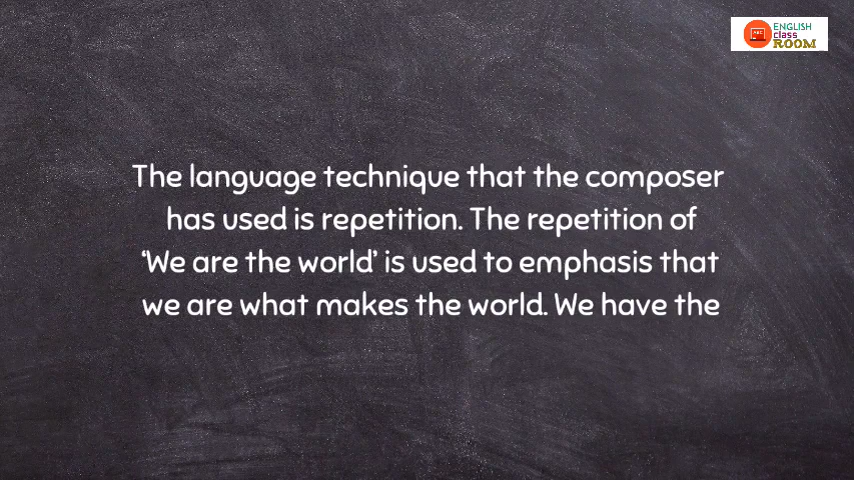 ENGLISH
class
ROOM
The language technique that the composer
has used is repetition. The repetition of
‘We are the world’ is used to emphasis that
we are what makes the world. We have the